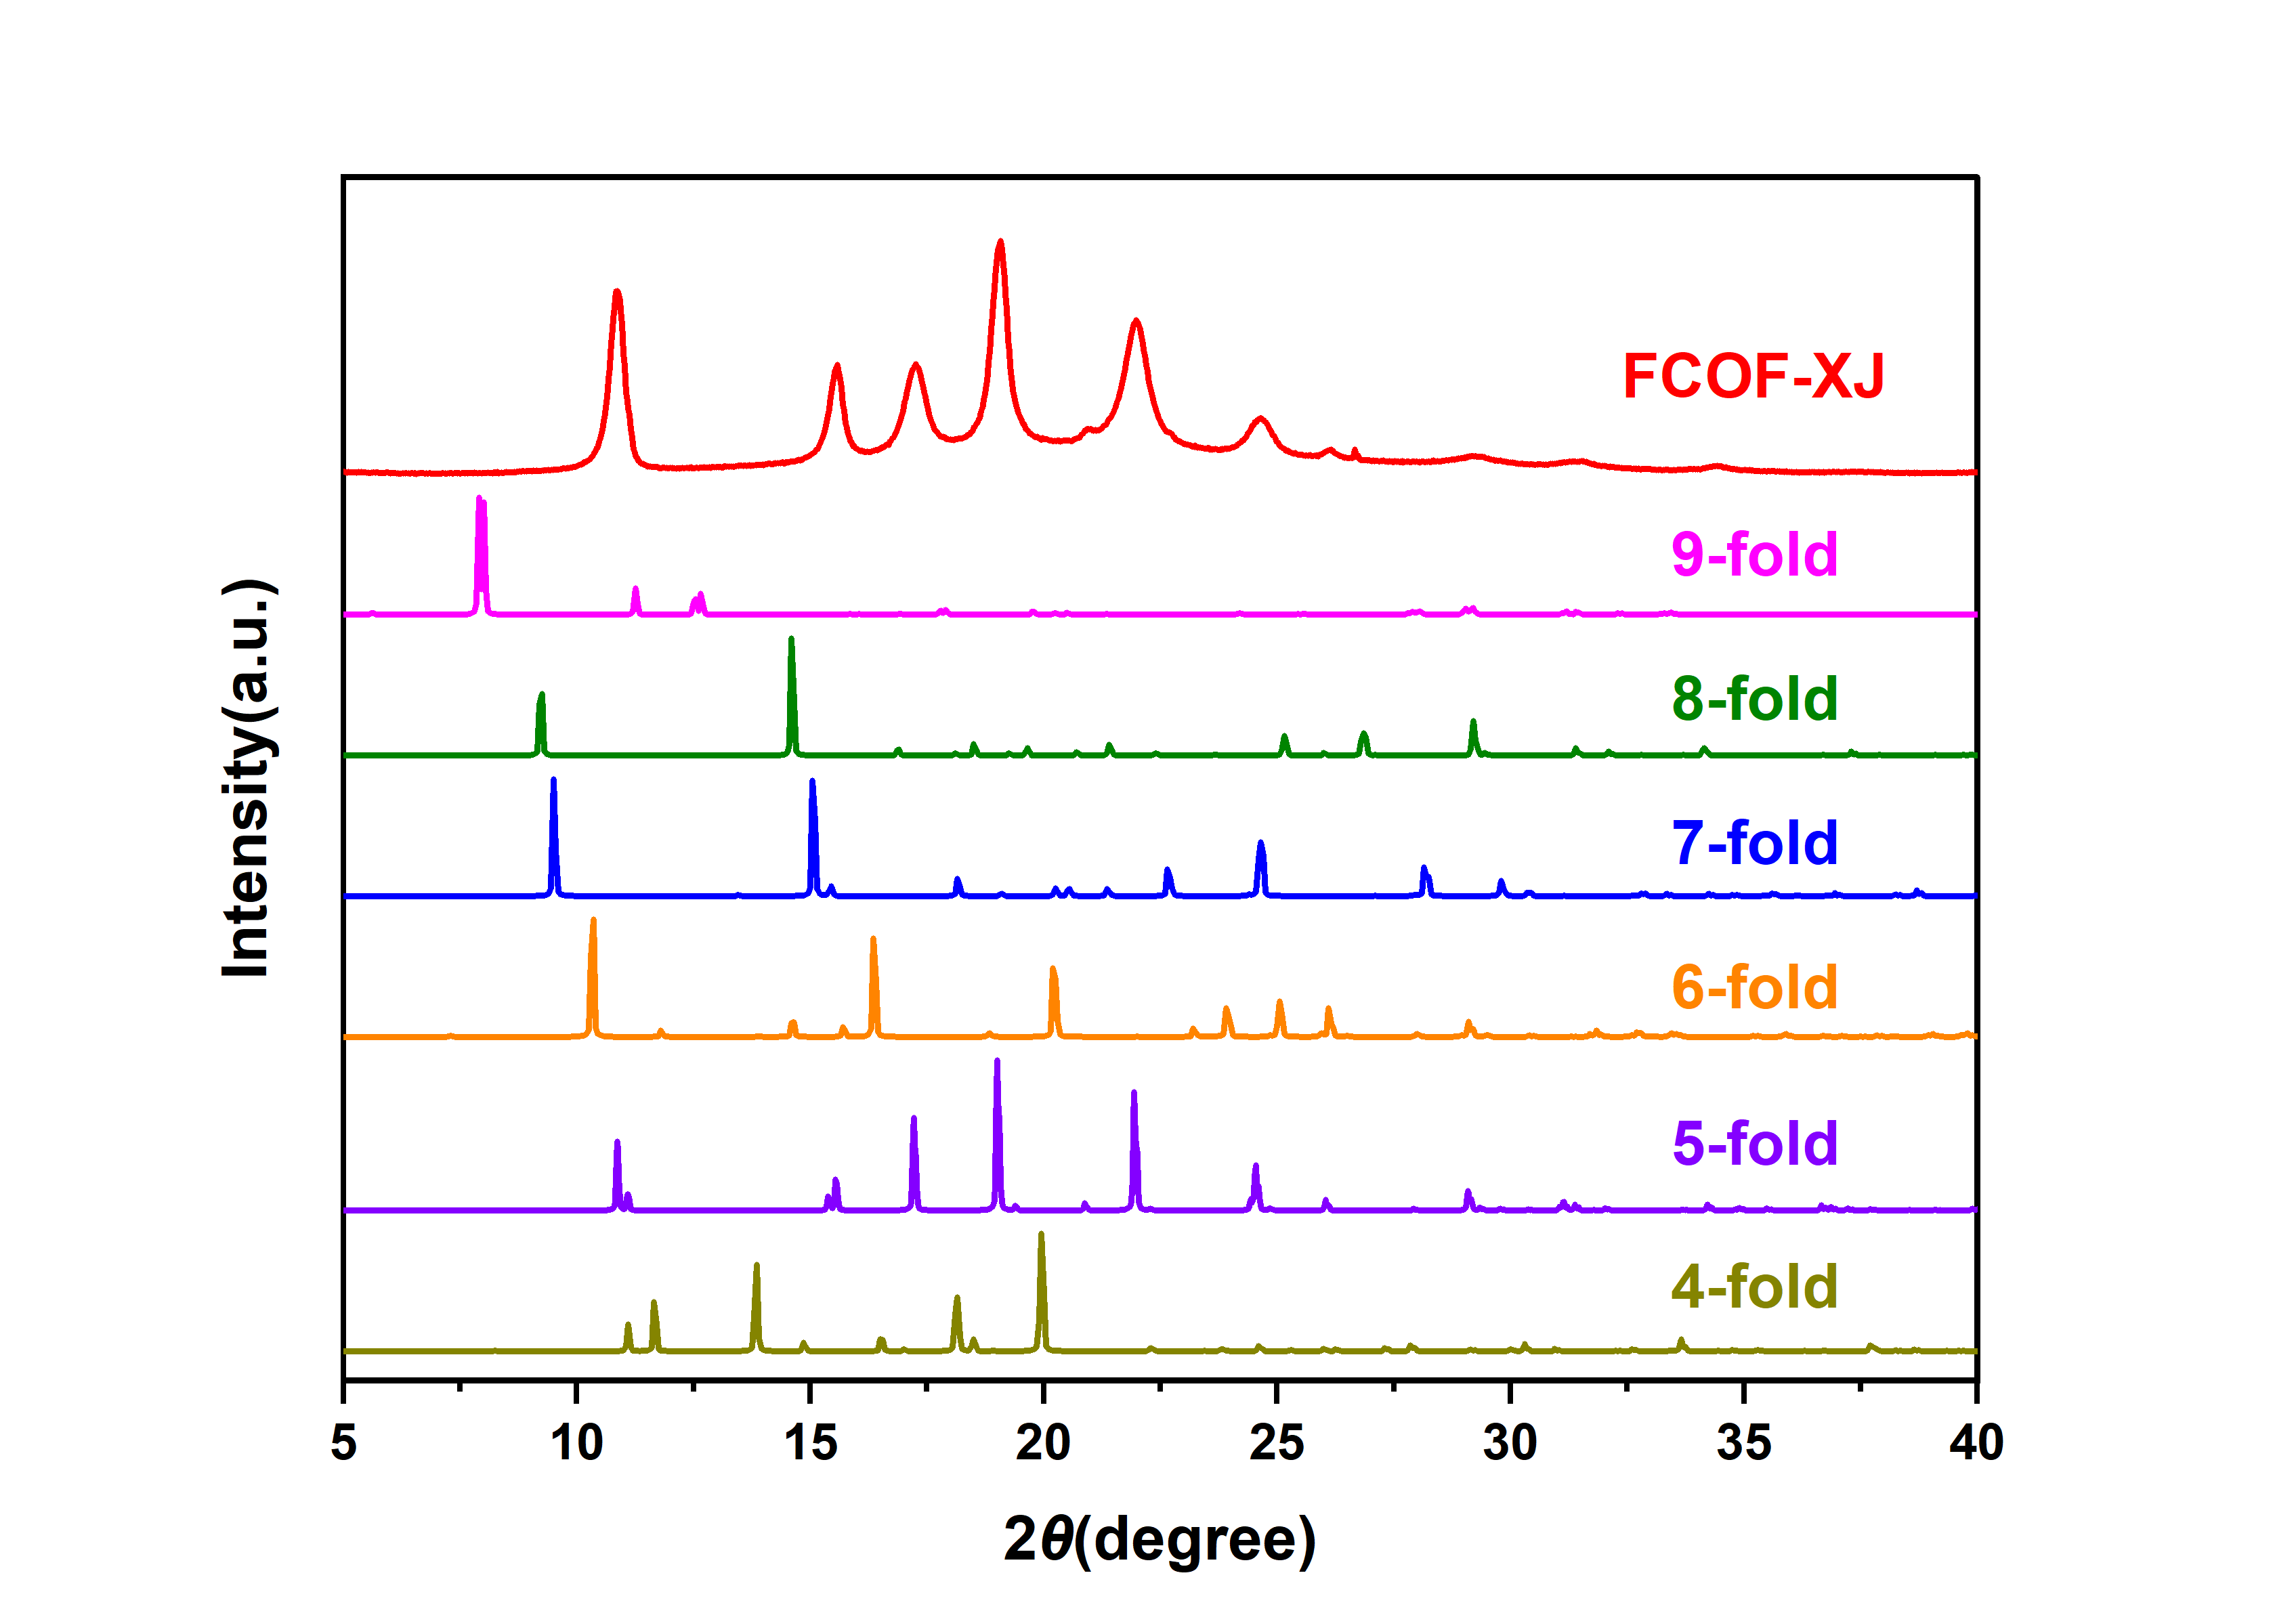 FCOF-XJ
9-fold
8-fold
7-fold
6-fold
5-fold
4-fold
Intensity(a.u.)
5 10 15 20 25 30 35 40
2θ(degree)